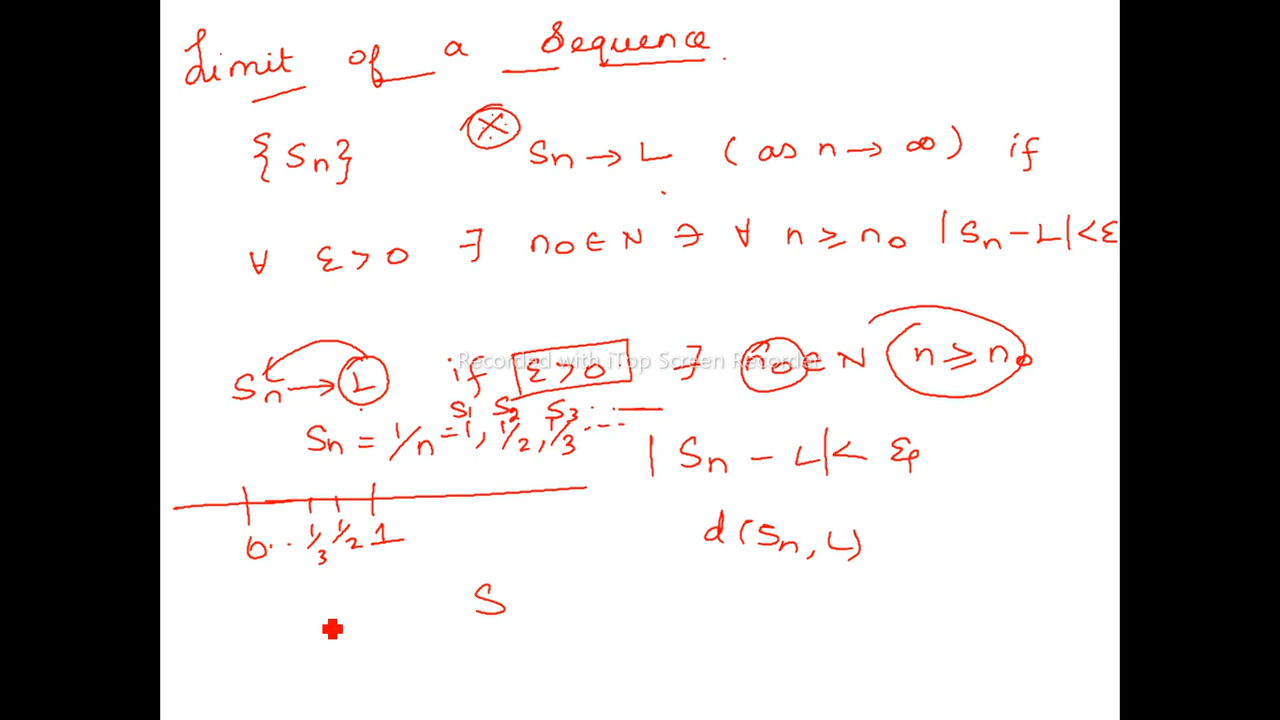 Limit of a Sequence.
{Sn} Sn → L (as n → ∞) if
∀ ε > 0 ∃ n₀ ∈ N ∋ ∀ n ≥ n₀ |Sn - L| < ε
Recorded with iTop Screen Recorder
Sn → L if ε > 0 ∃ n₀ ∈ N n ≥ n₀
S1 S2 S3 ...
Sn = 1/n = 1, 1/2, 1/3 ...
|Sn - L| < ε
0 .. 1/3 1/2 1
d(Sn, L)
S